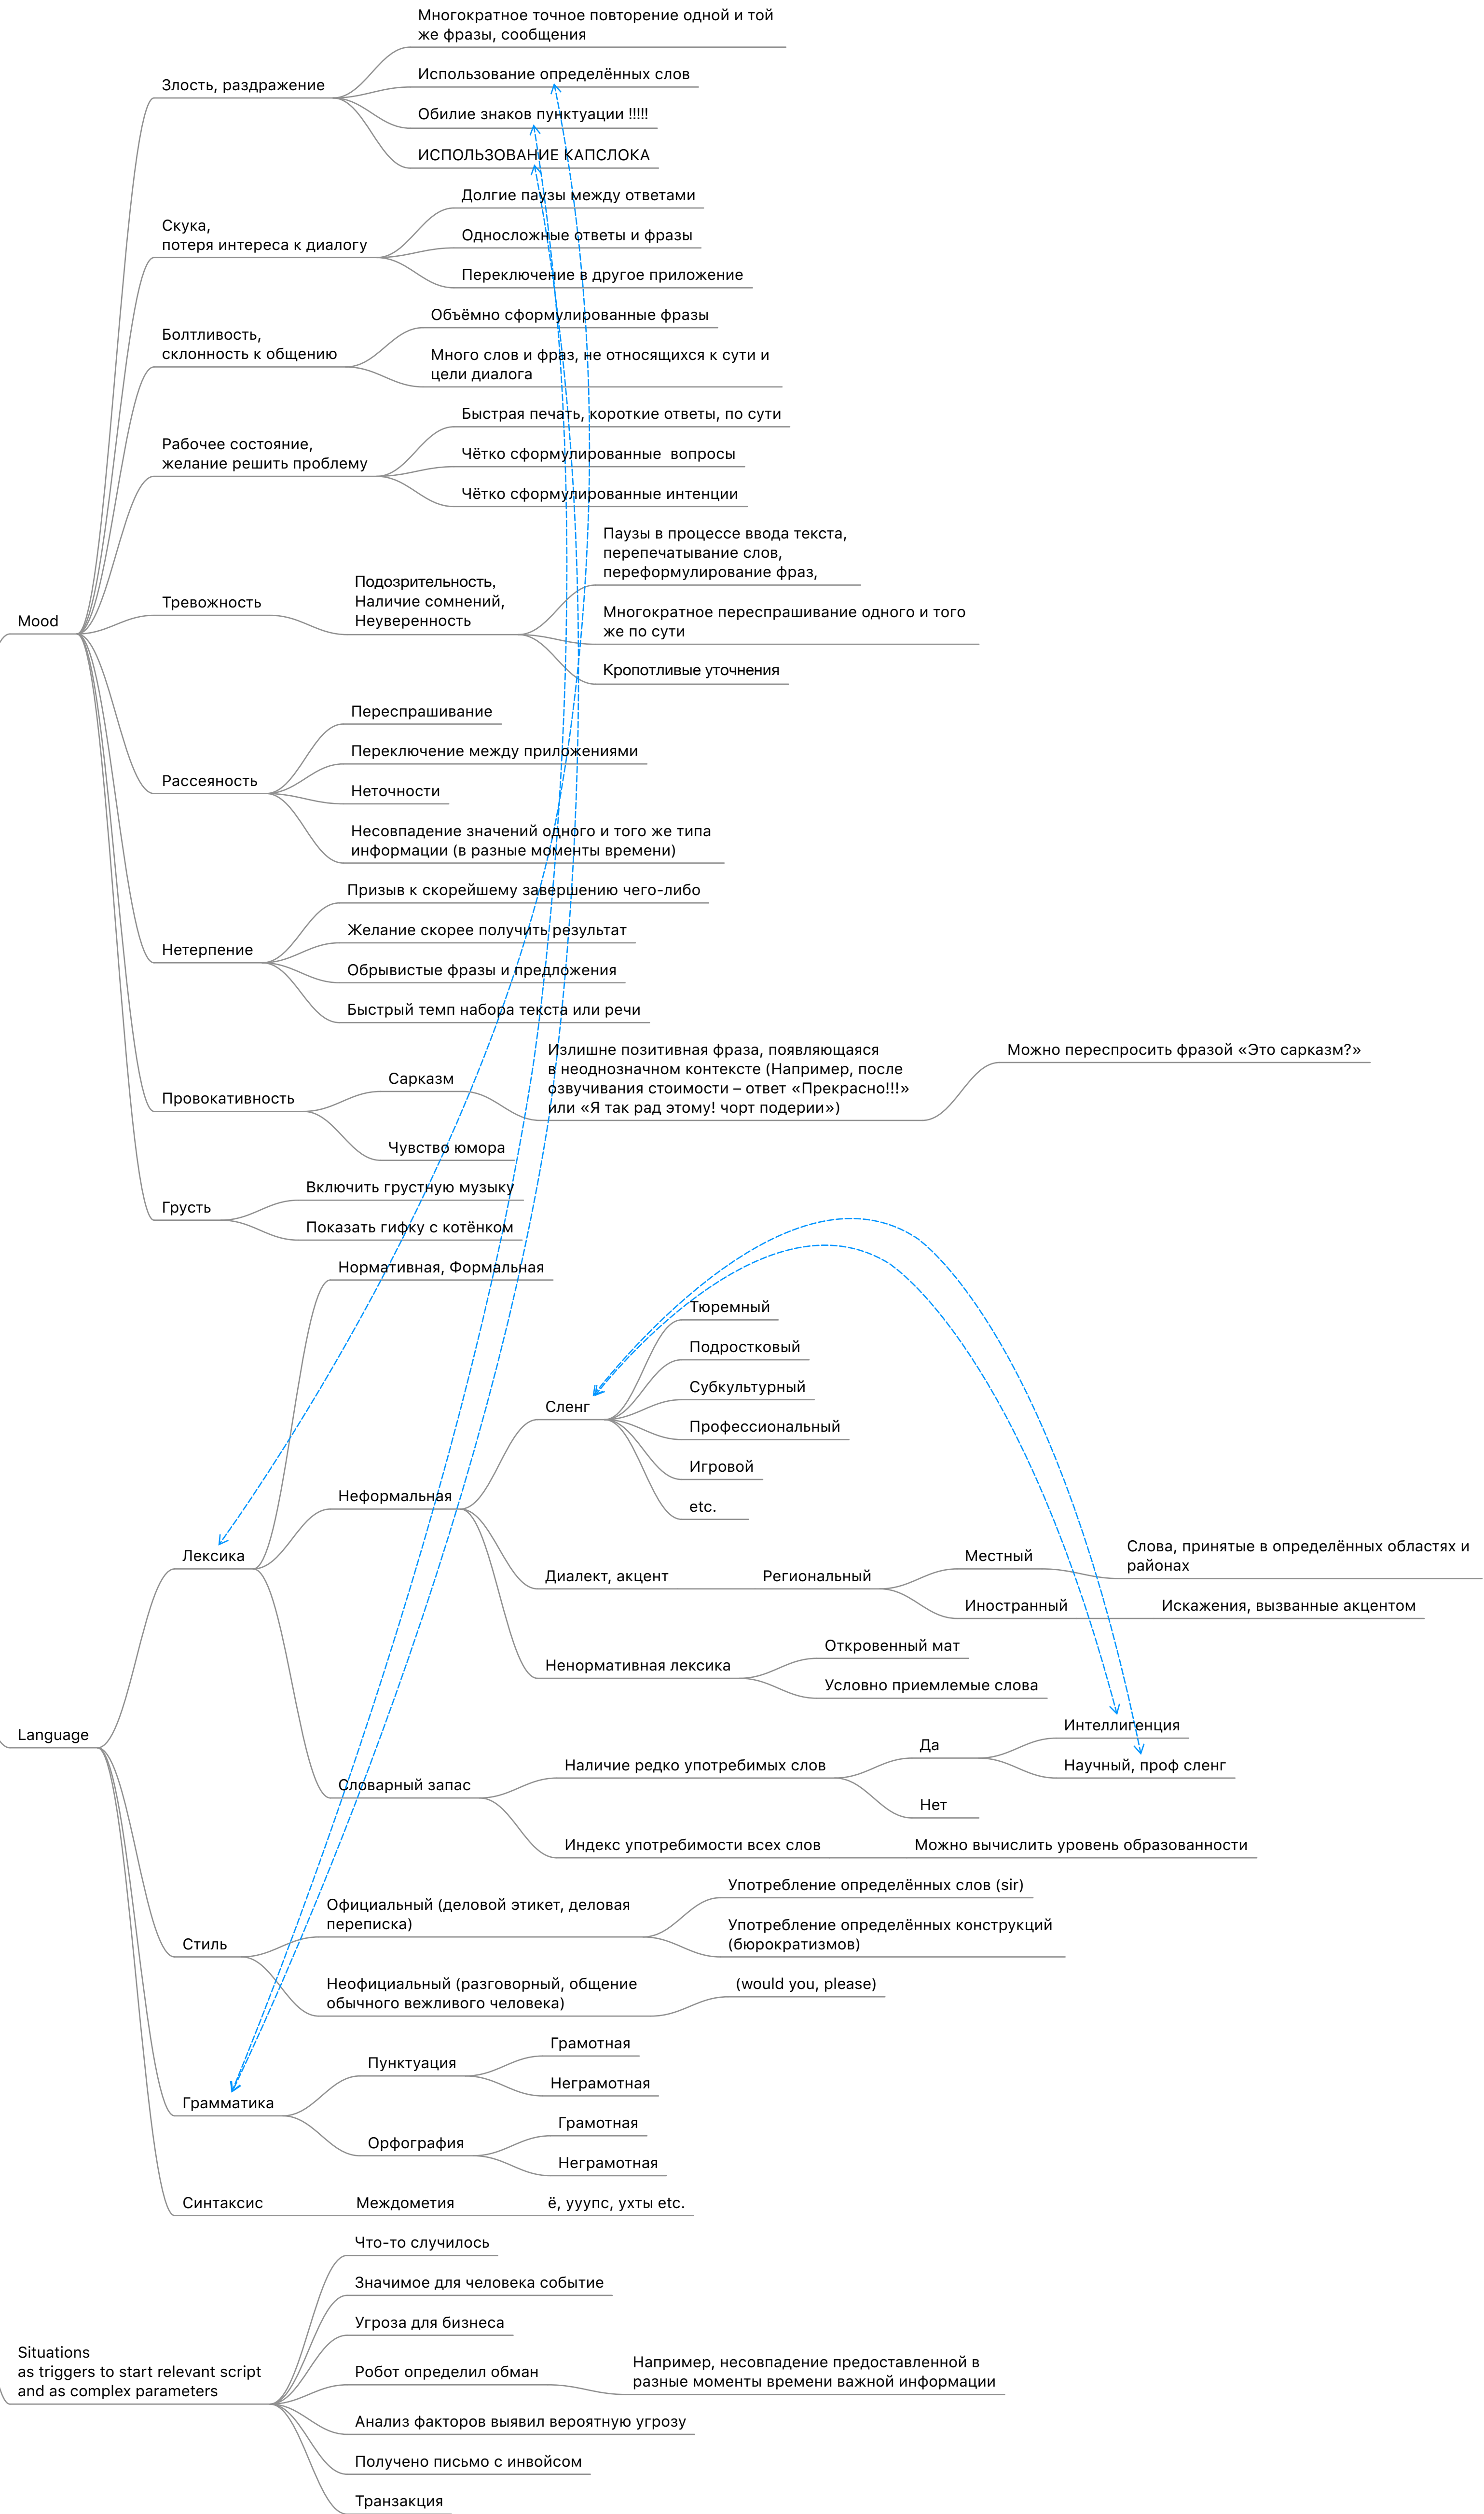 Mood
Злость, раздражение
Многократное точное повторение одной и той
же фразы, сообщения
Использование определённых слов
Обилие знаков пунктуации !!!!!
ИСПОЛЬЗОВАНИЕ КАПСЛОКА
Скука,
потеря интереса к диалогу
Долгие паузы между ответами
Односложные ответы и фразы
Переключение в другое приложение
Болтливость,
склонность к общению
Объёмно сформулированные фразы
Много слов и фраз, не относящихся к сути и
цели диалога
Рабочее состояние,
желание решить проблему
Быстрая печать, короткие ответы, по сути
Чётко сформулированные  вопросы
Чётко сформулированные интенции
Тревожность
Подозрительность,
Наличие сомнений,
Неуверенность
Паузы в процессе ввода текста,
перепечатывание слов,
переформулирование фраз,
Многократное переспрашивание одного и того
же по сути
Кропотливые уточнения
Рассеяность
Переспрашивание
Переключение между приложениями
Неточности
Несовпадение значений одного и того же типа
информации (в разные моменты времени)
Нетерпение
Призыв к скорейшему завершению чего-либо
Желание скорее получить результат
Обрывистые фразы и предложения
Быстрый темп набора текста или речи
Провокативность
Сарказм
Излишне позитивная фраза, появляющаяся
в неоднозначном контексте (Например, после
озвучивания стоимости – ответ «Прекрасно!!!»
или «Я так рад этому! чорт подерии»)
Можно переспросить фразой «Это сарказм?»
Чувство юмора
Грусть
Включить грустную музыку
Показать гифку с котёнком
Language
Лексика
Нормативная, Формальная
Неформальная
Сленг
Тюремный
Подростковый
Субкультурный
Профессиональный
Игровой
etc.
Диалект, акцент
Региональный
Местный
Слова, принятые в определённых областях и
районах
Иностранный
Искажения, вызванные акцентом
Ненормативная лексика
Откровенный мат
Условно приемлемые слова
Словарный запас
Наличие редко употребимых слов
Да
Интеллигенция
Научный, проф сленг
Нет
Индекс употребимости всех слов
Можно вычислить уровень образованности
Стиль
Официальный (деловой этикет, деловая
переписка)
Употребление определённых слов (sir)
Употребление определённых конструкций
(бюрократизмов)
Неофициальный (разговорный, общение
обычного вежливого человека)
(would you, please)
Грамматика
Пунктуация
Грамотная
Неграмотная
Орфография
Грамотная
Неграмотная
Синтаксис
Междометия
ё, ууупс, ухты etc.
Situations
as triggers to start relevant script
and as complex parameters
Что-то случилось
Значимое для человека событие
Угроза для бизнеса
Робот определил обман
Например, несовпадение предоставленной в
разные моменты времени важной информации
Анализ факторов выявил вероятную угрозу
Получено письмо с инвойсом
Транзакция